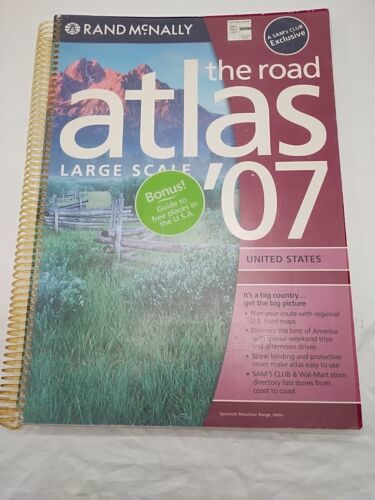 RAND McNALLY
A SAM'S CLUB
Exclusive
the road
atlas
LARGE SCALE
'07
Bonus!
Guide to
free places in
the U.S.A.
UNITED STATES
It's a big country...
get the big picture
• Plan your route with regional
U.S. road maps
• Discover the best of America
with special weekend trips
and afternoon drives
• Spiral binding and protective
cover make atlas easy to use
• SAM'S CLUB & Wal-Mart store
directory lists stores from
coast to coast
Sawtooth Mountain Range, Idaho